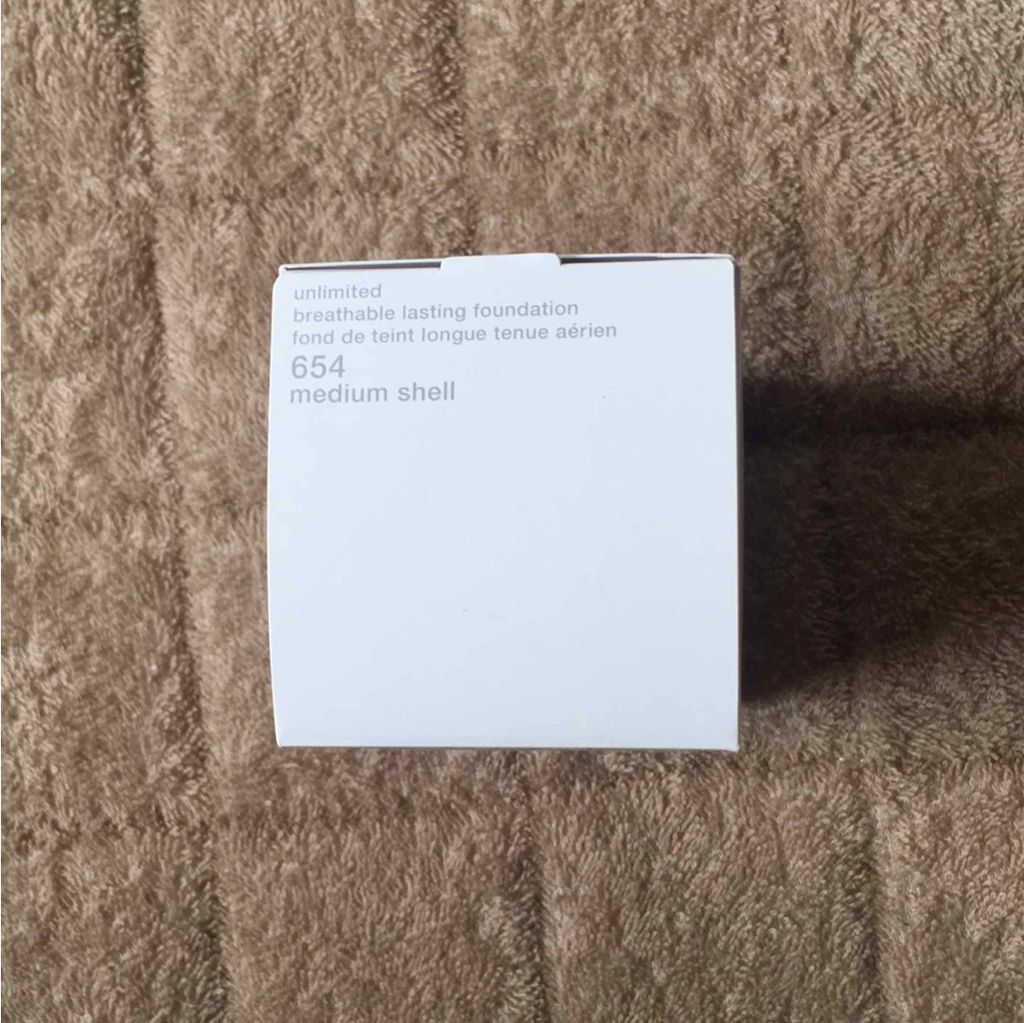 unlimited
breathable lasting foundation
fond de teint longue tenue aérien
654
medium shell